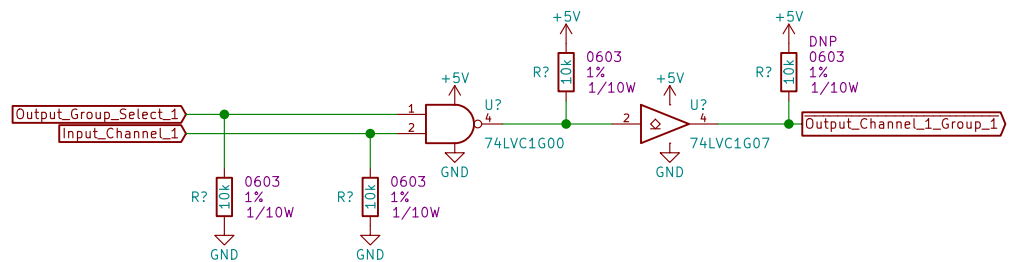 +5V
R?
10k
0603
1%
1/10W
+5V
R?
10k
DNP
0603
1%
1/10W
Output_Group_Select_1
Input_Channel_1
1
2
+5V
U?
4
74LVC1G00
GND
2
+5V
U?
4
74LVC1G07
GND
Output_Channel_1_Group_1
R?
10k
0603
1%
1/10W
GND
R?
10k
0603
1%
1/10W
GND